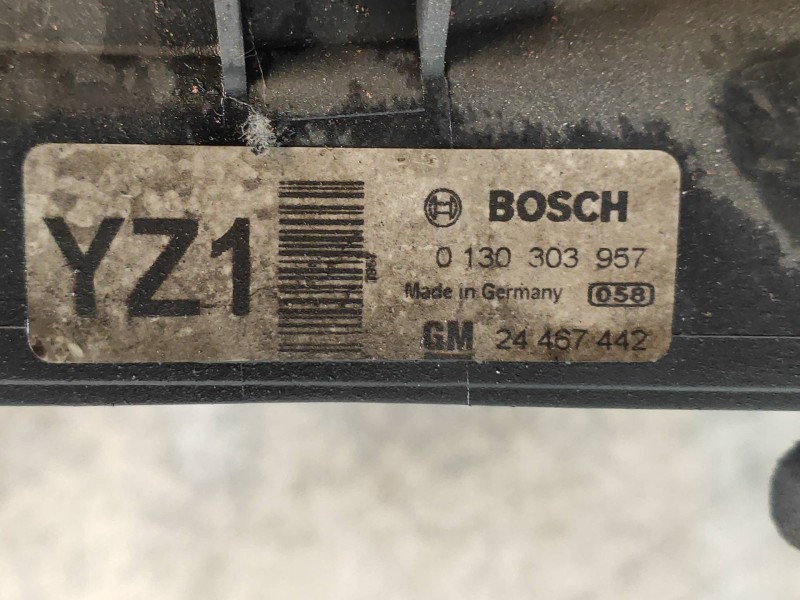 YZ1
BOSCH
0 130 303 957
Made in Germany 058
GM 24 467 442